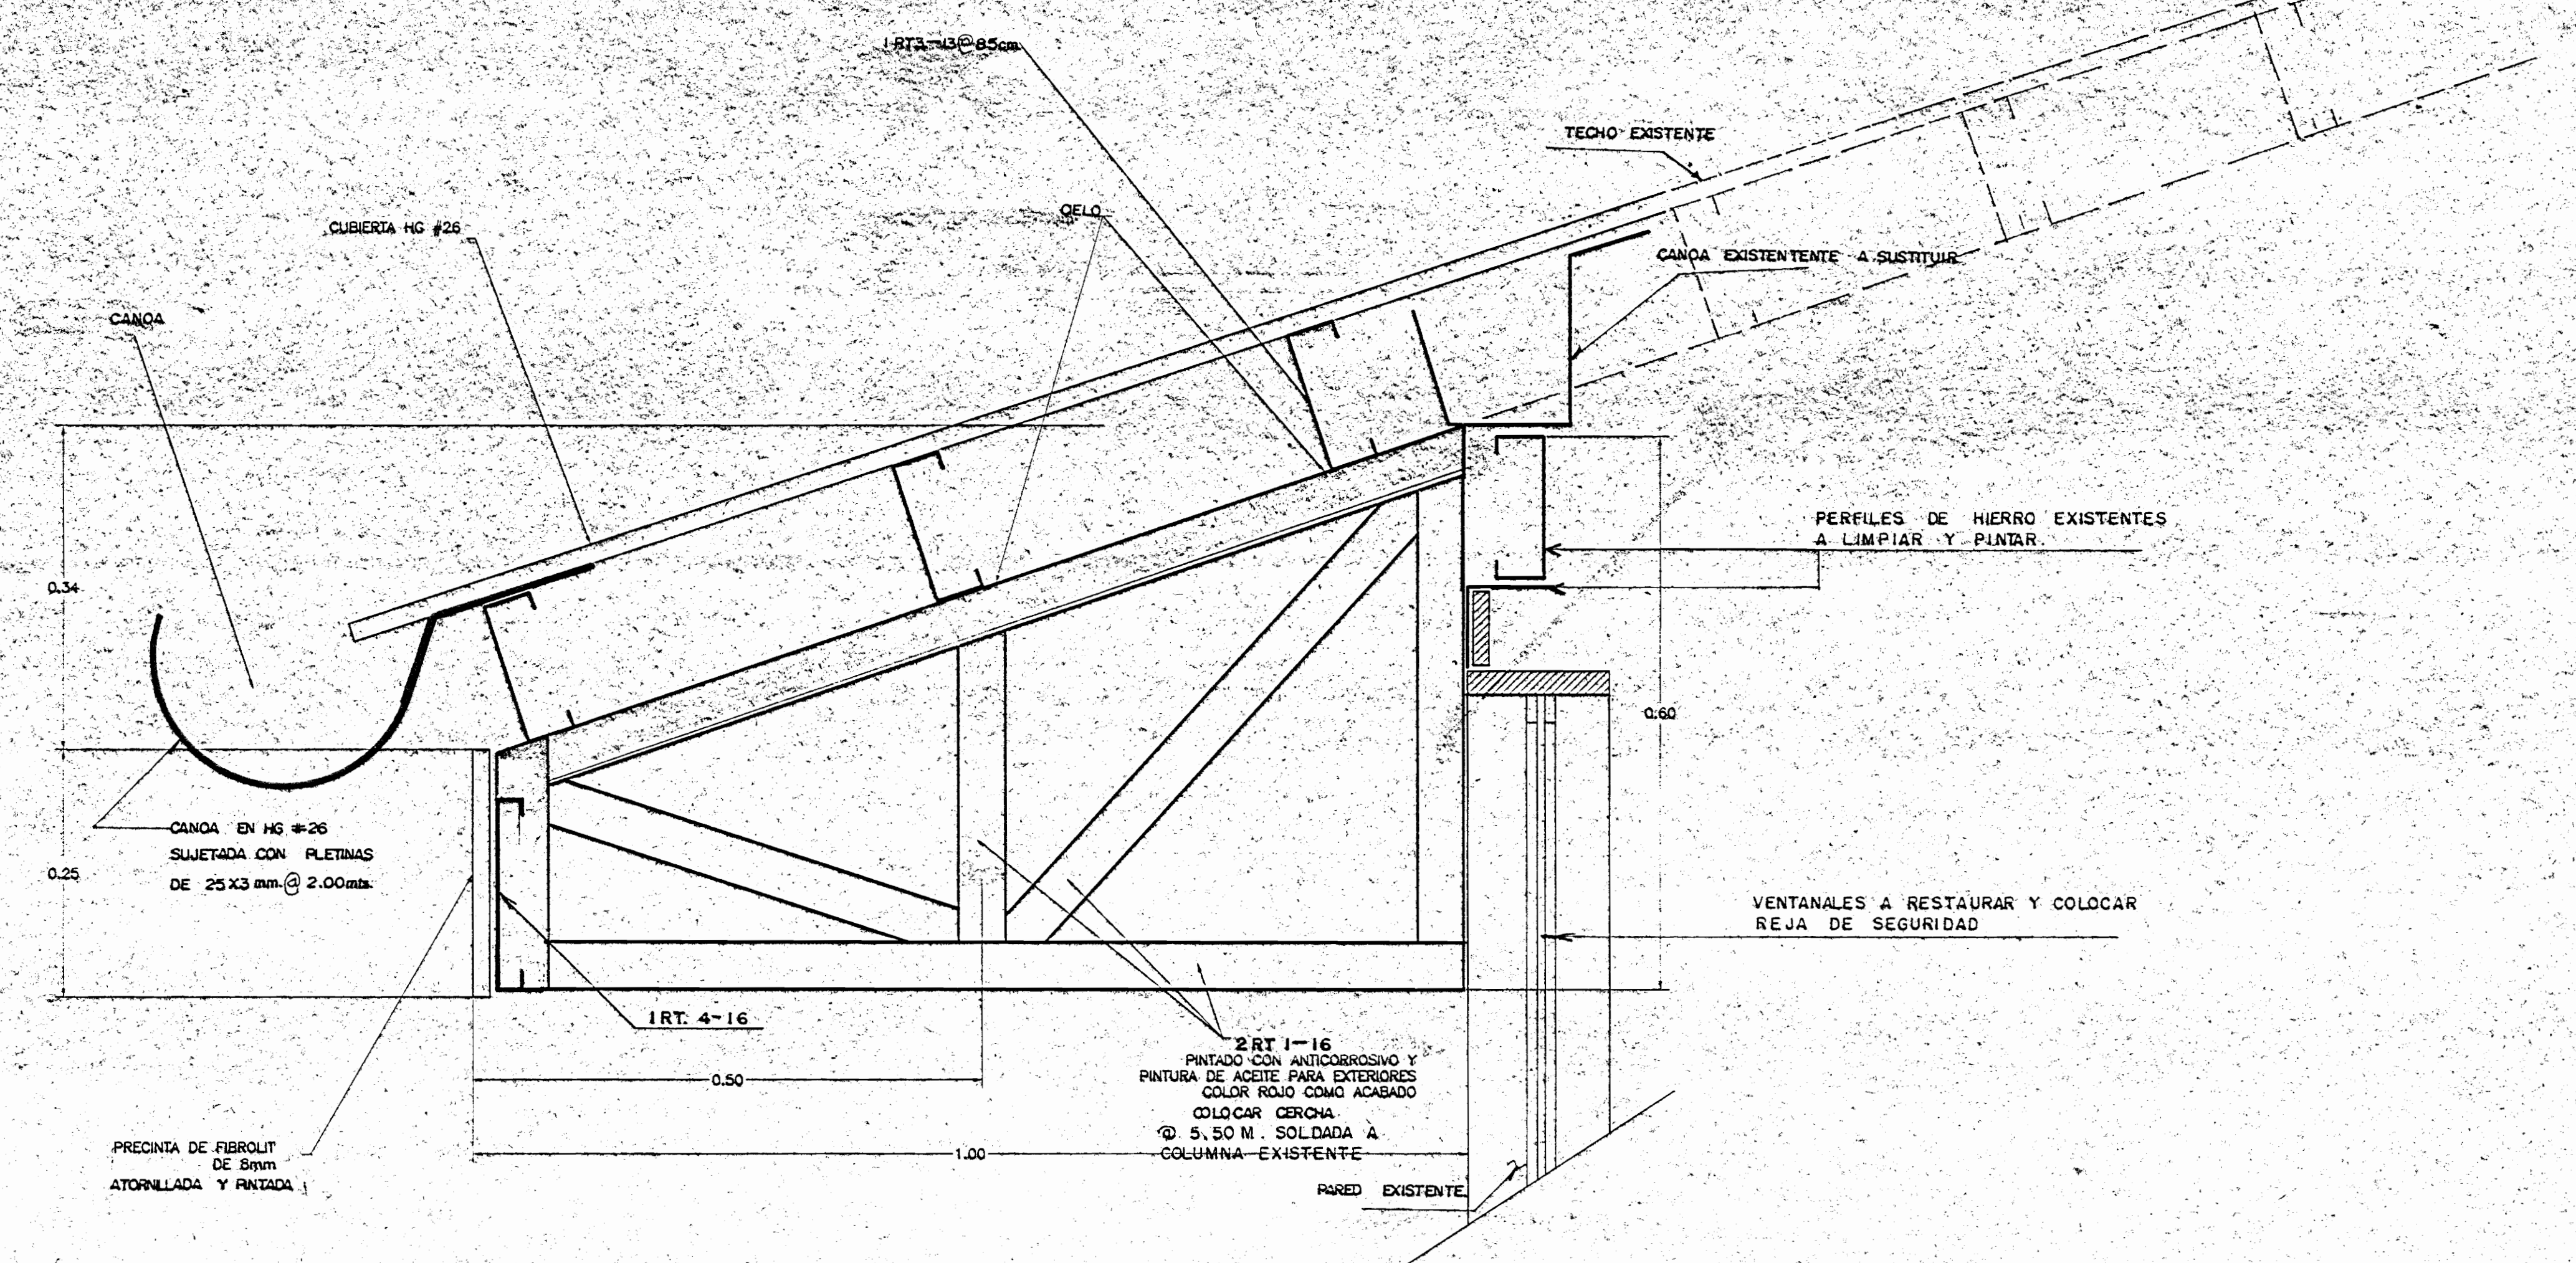 1 RT3-13@85cm
TECHO EXISTENTE
CIELO
CUBIERTA HG #26
CANOA EXISTENTENTE A SUSTITUIR
CANOA
PERFILES DE HIERRO EXISTENTES
A LIMPIAR Y PINTAR.
0.34
0.60
CANOA EN HG #26
SUJETADA CON PLETINAS
DE 25X3 mm.@ 2.00mts.
0.25
VENTANALES A RESTAURAR Y COLOCAR
REJA DE SEGURIDAD
1RT. 4-16
2RT 1-16
PINTADO CON ANTICORROSIVO Y
PINTURA DE ACEITE PARA EXTERIORES
COLOR ROJO COMO ACABADO
COLOCAR CERCHA
@ 5.50 M. SOLDADA A
COLUMNA EXISTENTE
0.50
1.00
PRECINTA DE FIBROLIT
DE 8mm
ATORNILLADA Y PINTADA
PARED EXISTENTE